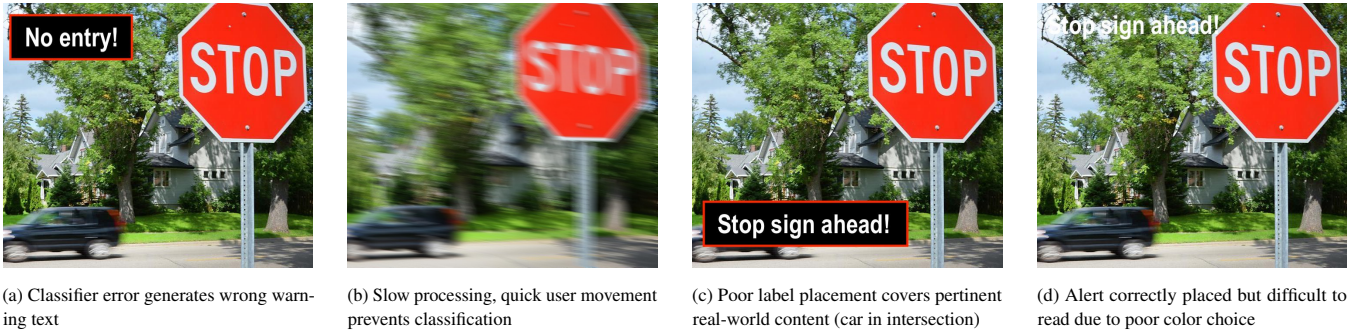 No entry!
STOP
STOP
STOP
Stop sign ahead!
Stop sign ahead!
STOP
(a) Classifier error generates wrong warn-
ing text
(b) Slow processing, quick user movement
prevents classification
(c) Poor label placement covers pertinent
real-world content (car in intersection)
(d) Alert correctly placed but difficult to
read due to poor color choice